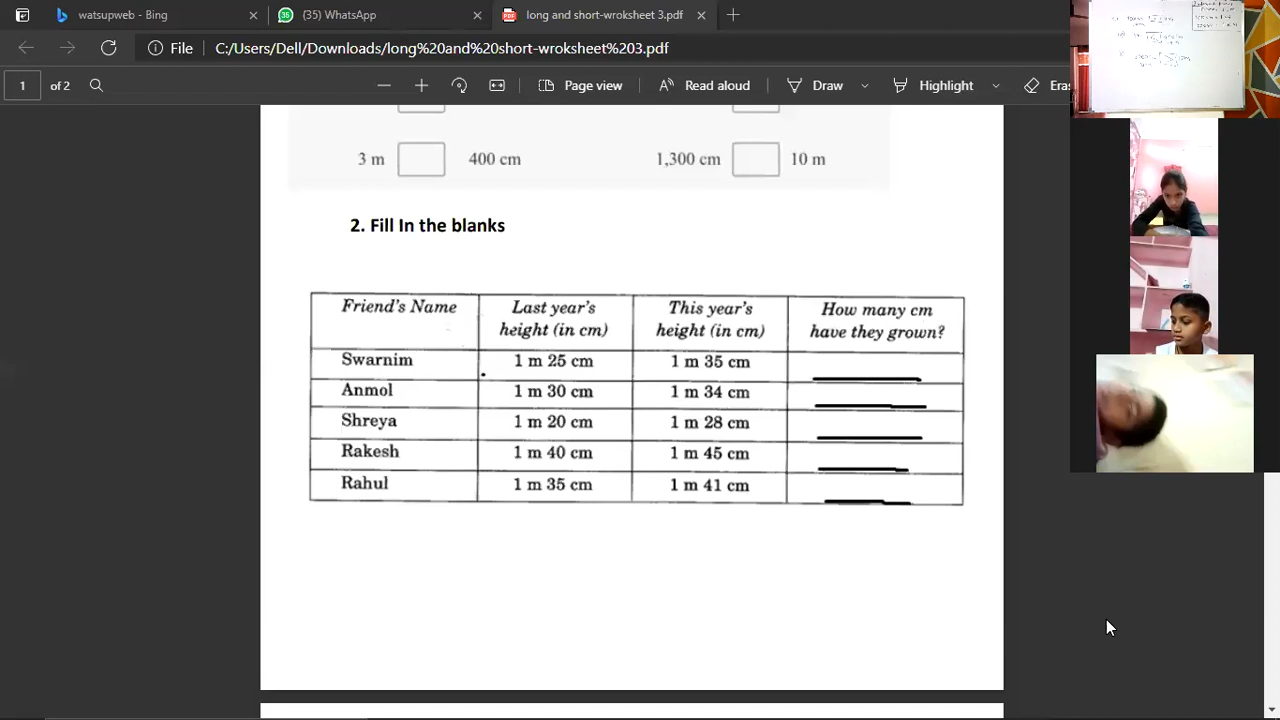 watsupweb - Bing
(35) WhatsApp
long and short-wroksheet 3.pdf
File
C:/Users/Dell/Downloads/long%20and%20short-wroksheet%203.pdf
1 of 2
Page view
Read aloud
Draw
Highlight
Eras
3 m 400 cm 1,300 cm 10 m
2. Fill In the blanks
Friend's Name Last year's height (in cm) This year's height (in cm) How many cm have they grown?
Swarnim 1 m 25 cm 1 m 35 cm
Anmol 1 m 30 cm 1 m 34 cm
Shreya 1 m 20 cm 1 m 28 cm
Rakesh 1 m 40 cm 1 m 45 cm
Rahul 1 m 35 cm 1 m 41 cm